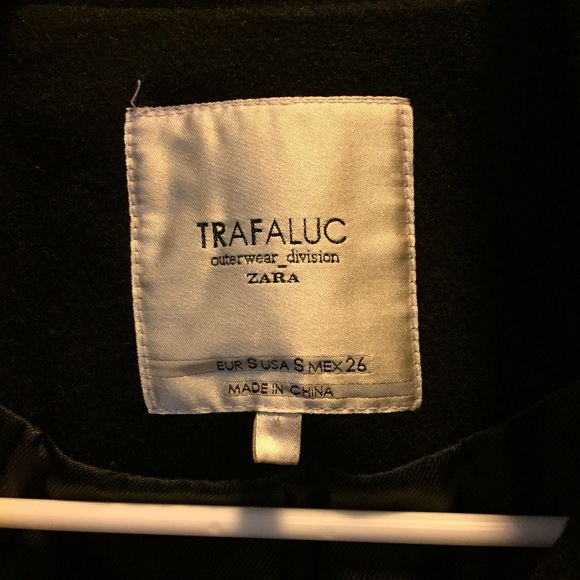 TRAFALUC
outerwear_division
ZARA
EUR S USA S MEX 26
MADE IN CHINA